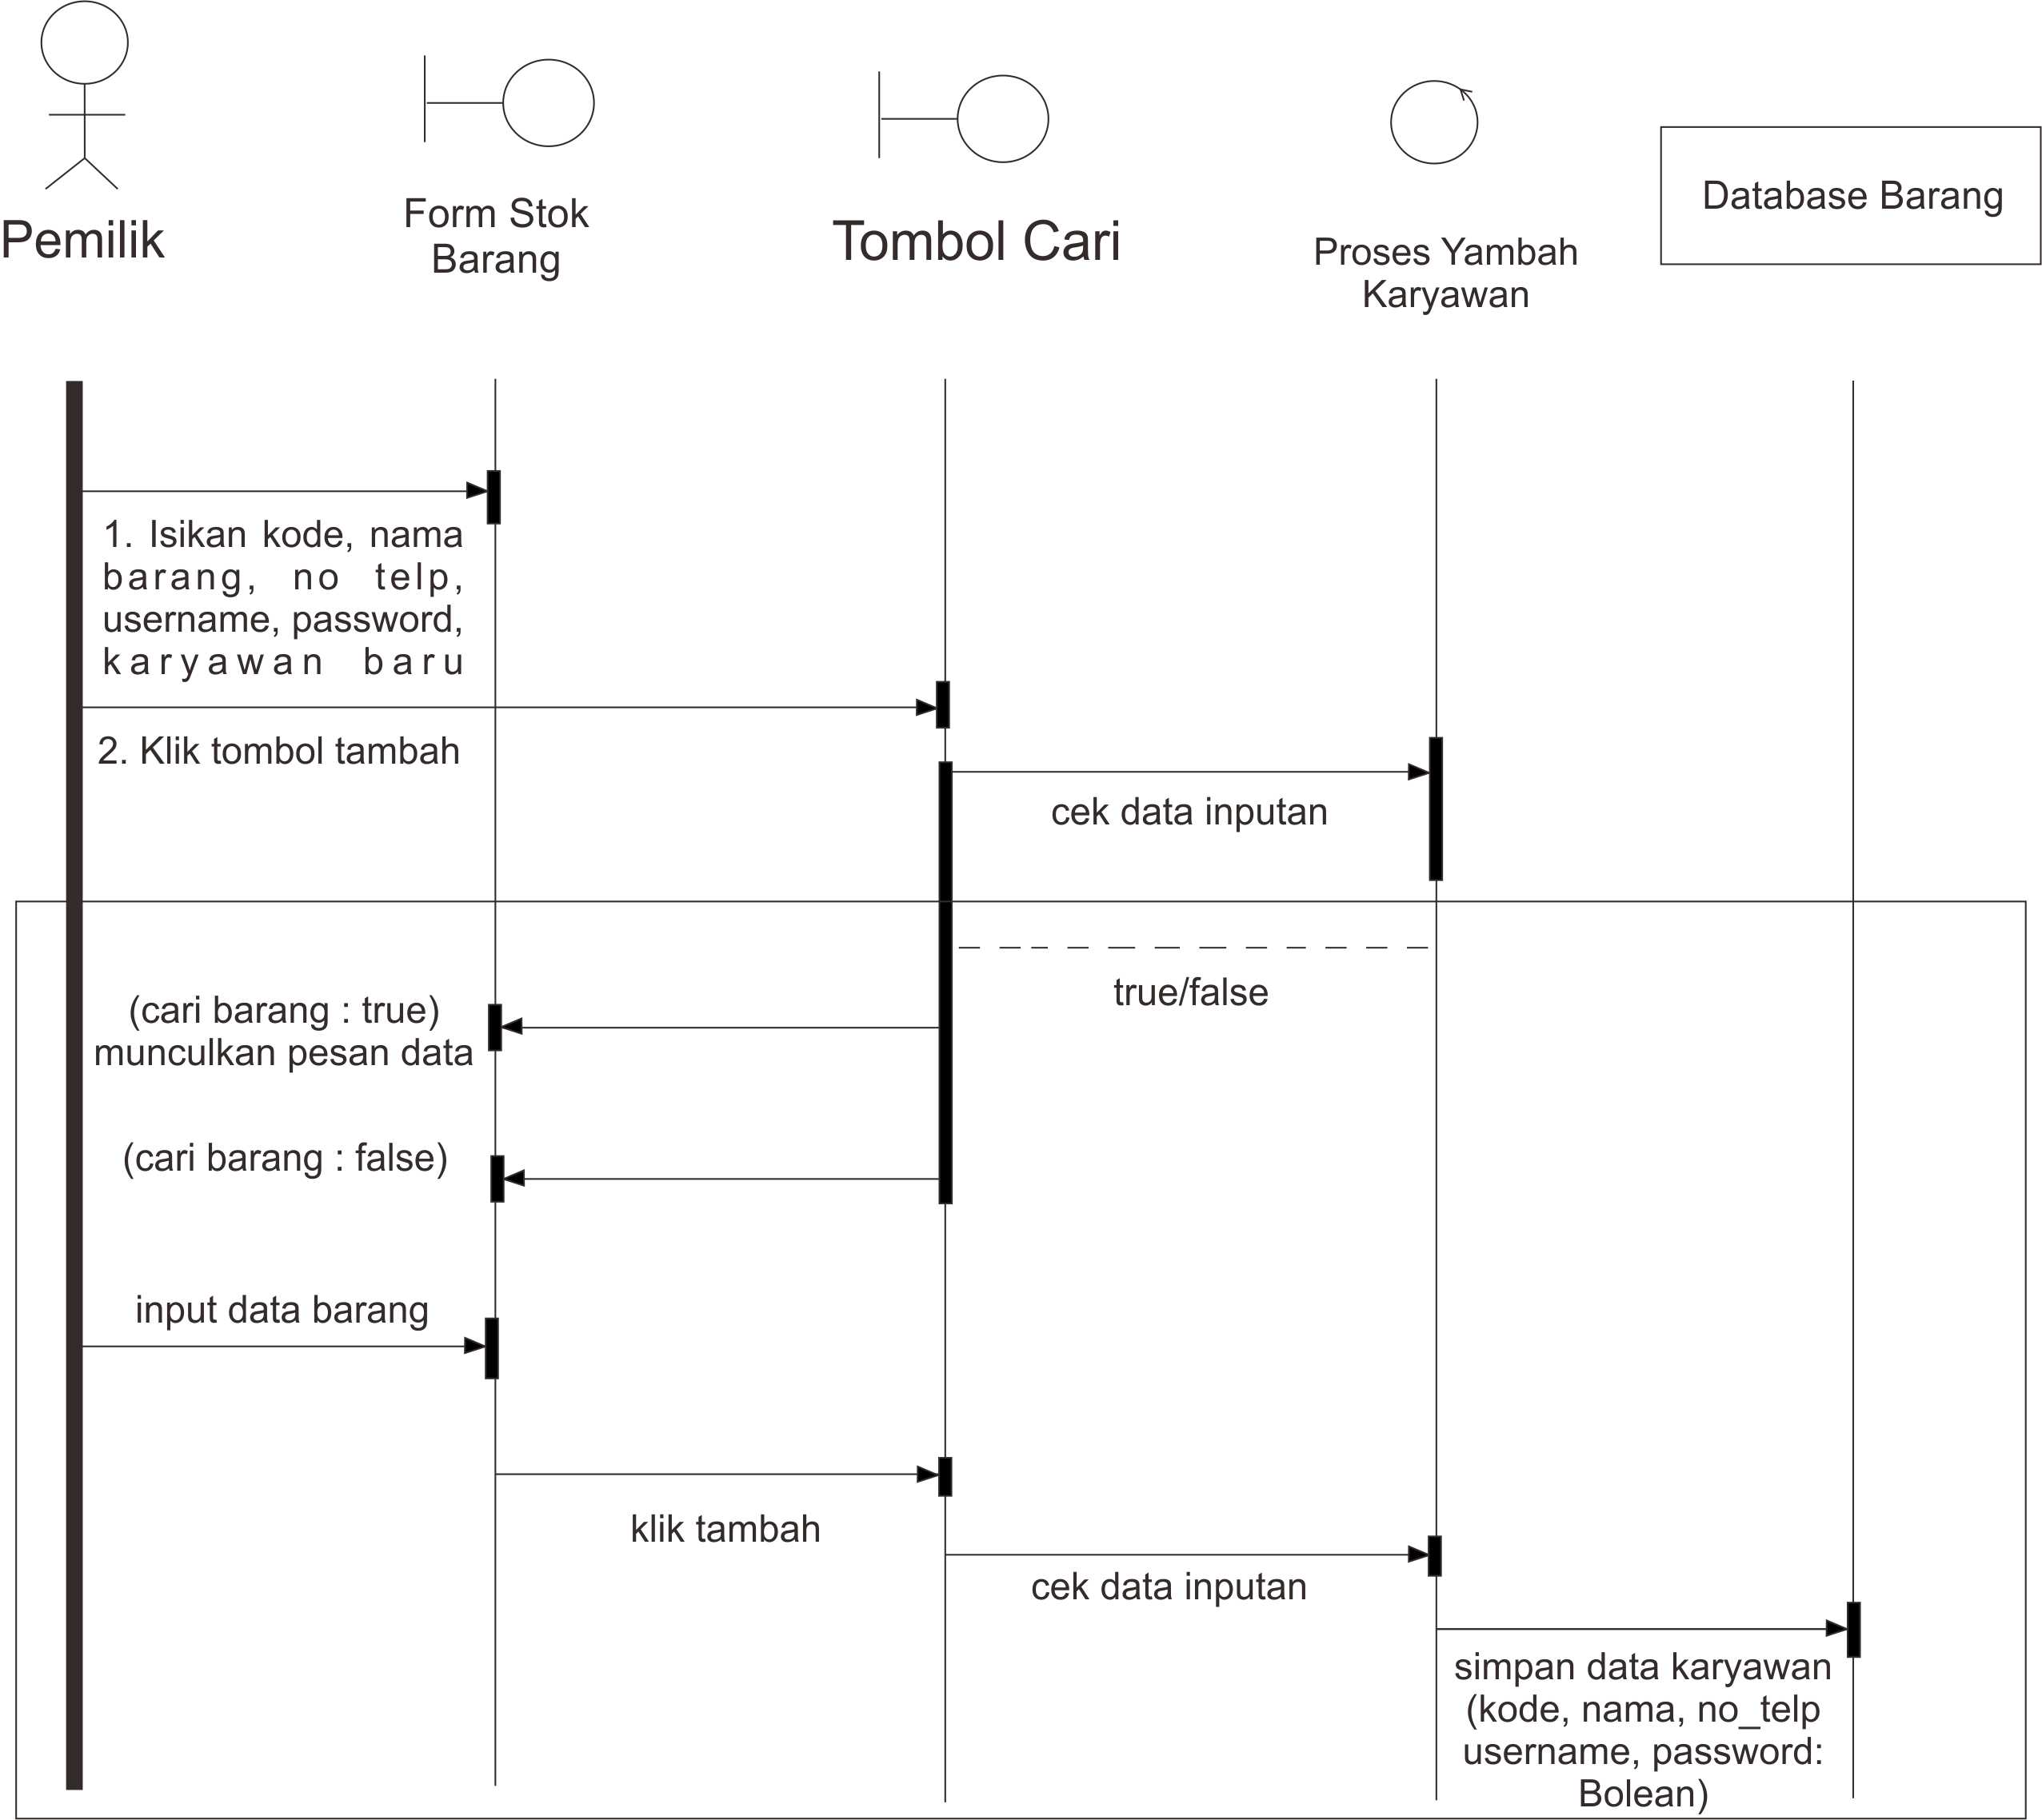 Pemilik
Form Stok
Barang
Tombol Cari
Proses Yambah
Karyawan
Database Barang
1. Isikan kode, nama
barang, no telp,
username, password,
karyawan baru
2. Klik tombol tambah
cek data inputan
true/false
(cari barang : true)
munculkan pesan data
(cari barang : false)
input data barang
klik tambah
cek data inputan
simpan data karyawan
(kode, nama, no_telp
username, password:
Bolean)